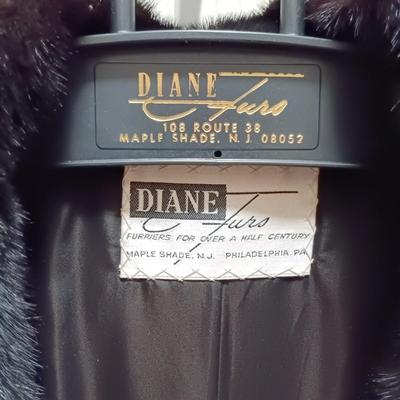 DIANE
Furs
108 ROUTE 38
MAPLE SHADE, N.J. 08052
DIANE
Furs
FURRIERS FOR OVER A HALF CENTURY
MAPLE SHADE, N.J. PHILADELPHIA, PA